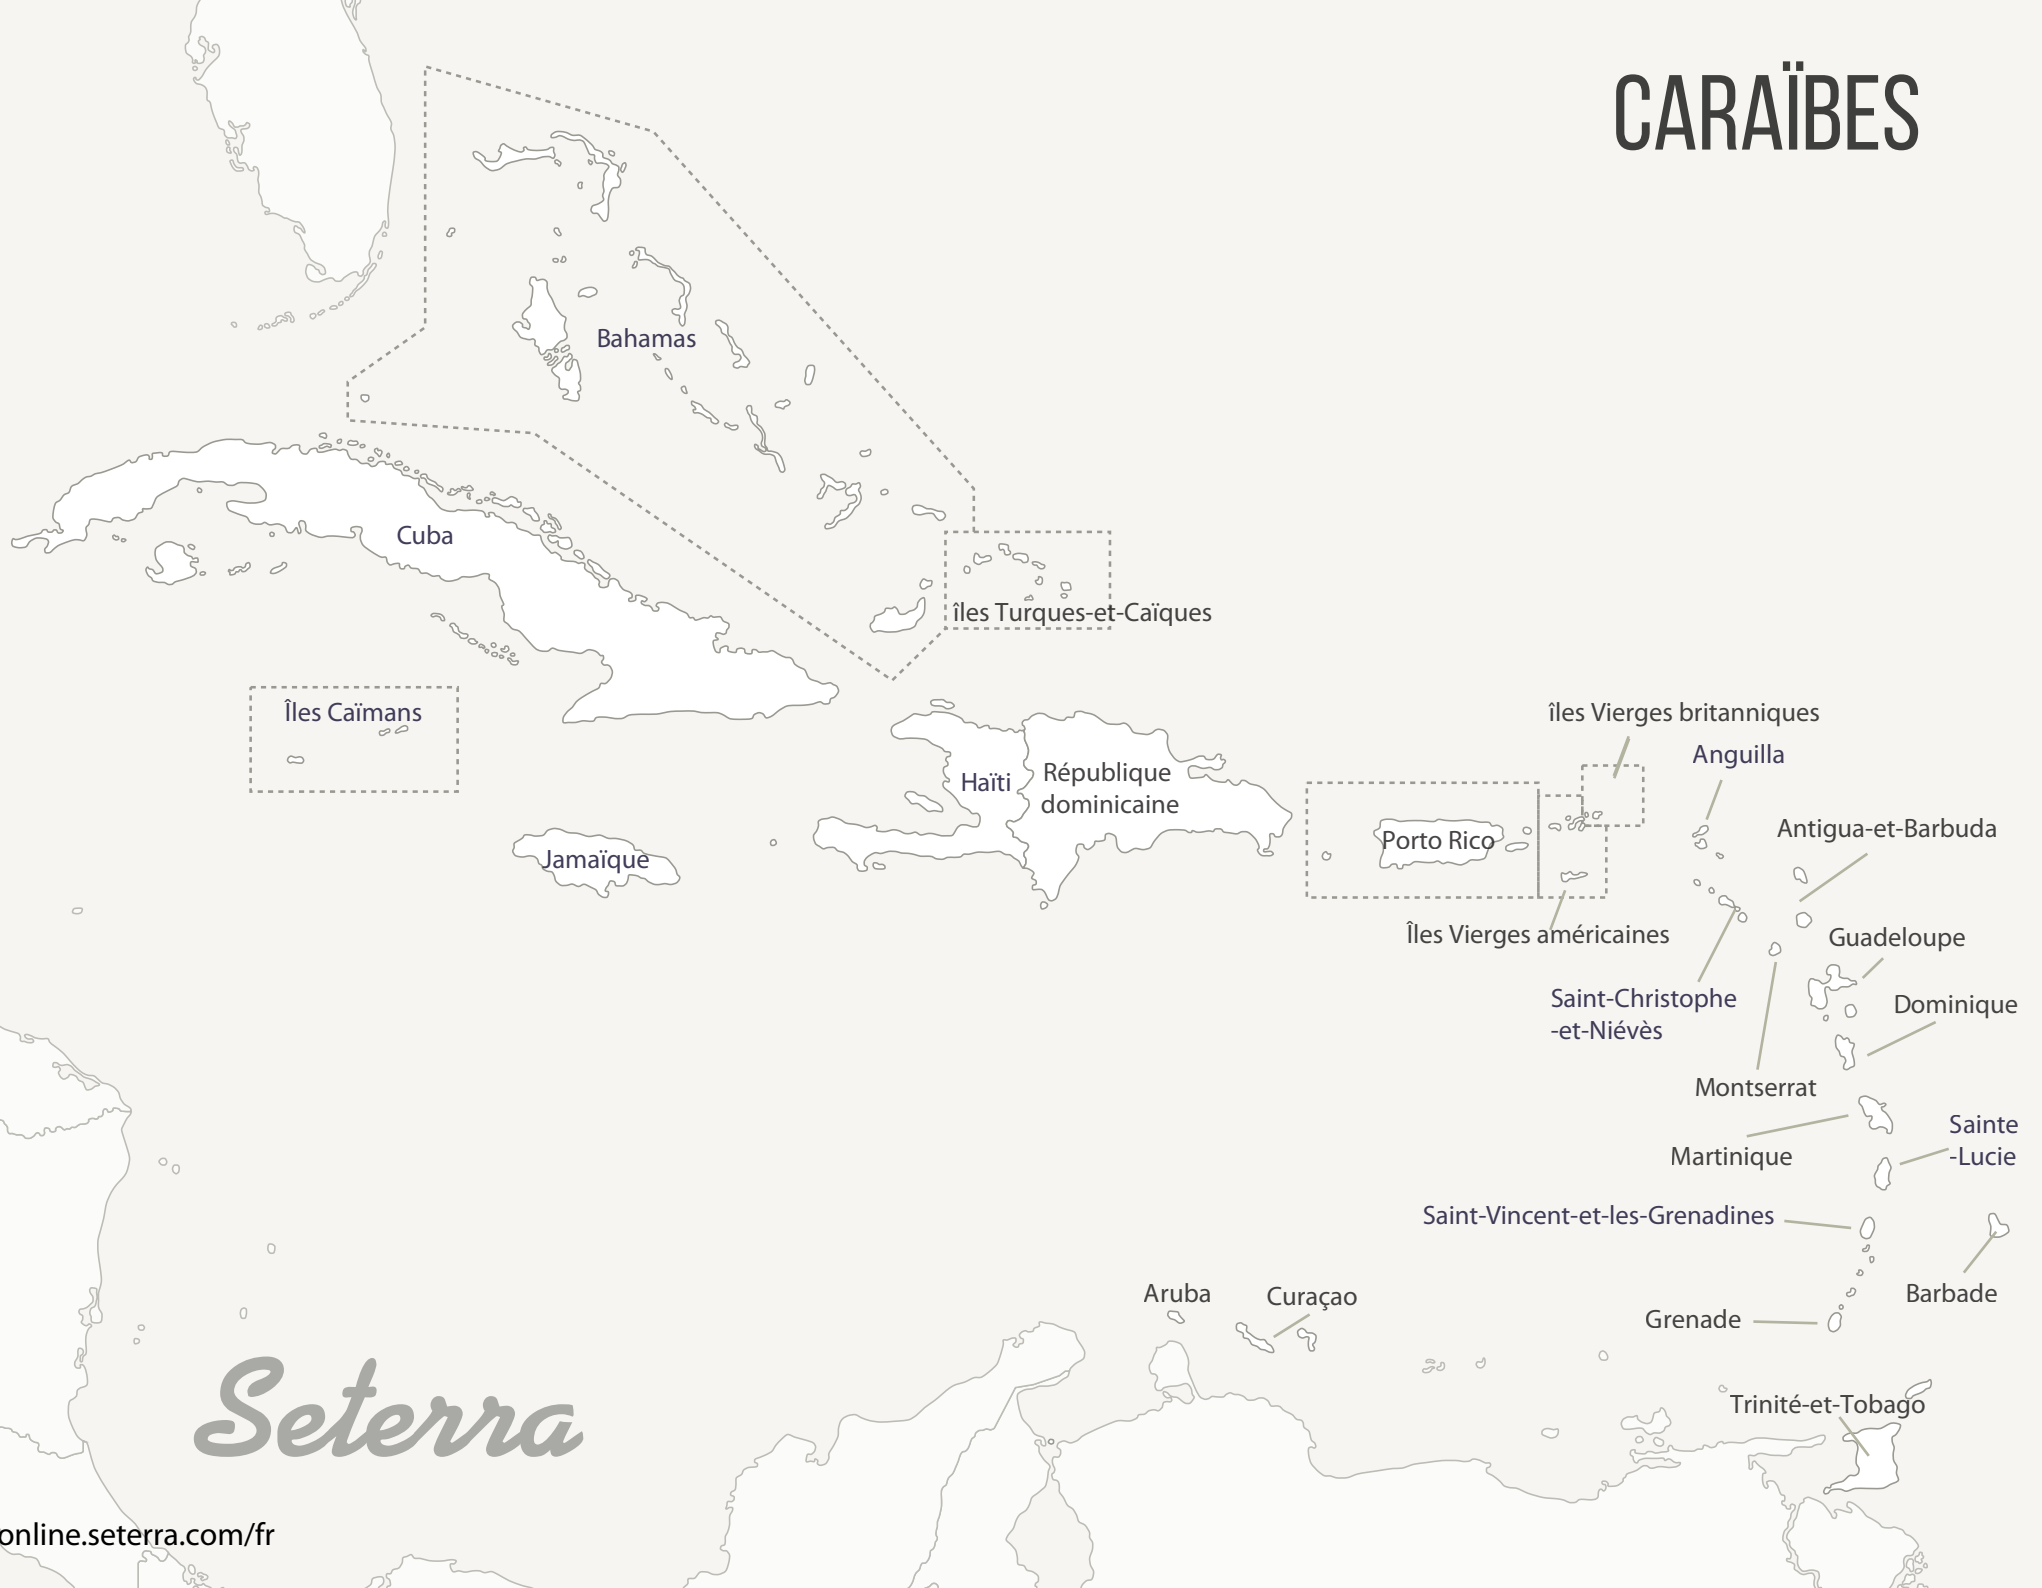 CARAÏBES
Bahamas
Cuba
îles Turques-et-Caïques
Îles Caïmans
îles Vierges britanniques
Anguilla
Haïti
République
dominicaine
Antigua-et-Barbuda
Porto Rico
Jamaïque
Îles Vierges américaines
Guadeloupe
Saint-Christophe
-et-Niévès
Dominique
Montserrat
Sainte
-Lucie
Martinique
Saint-Vincent-et-les-Grenadines
Aruba
Curaçao
Barbade
Grenade
Trinité-et-Tobago
Seterra
online.seterra.com/fr